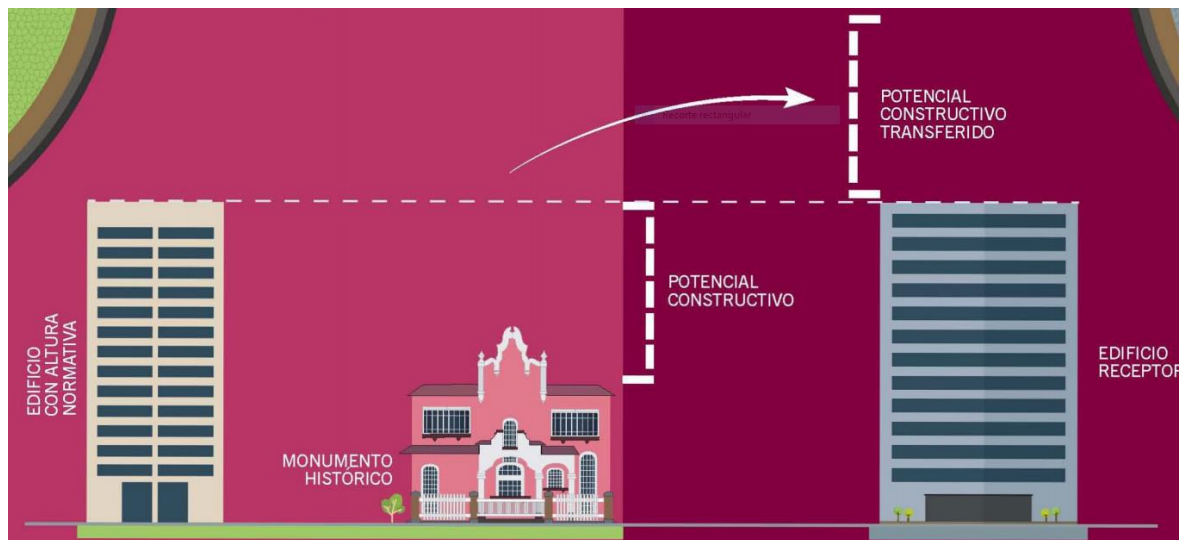 POTENCIAL
CONSTRUCTIVO
TRANSFERIDO
Recorte rectangular
POTENCIAL
CONSTRUCTIVO
EDIFICIO
CON ALTURA
NORMATIVA
MONUMENTO
HISTÓRICO
EDIFICIO
RECEPTOR